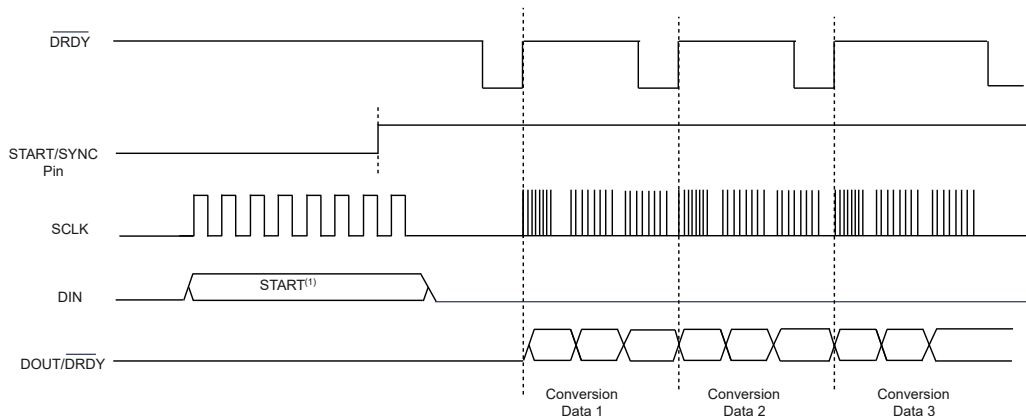 DRDY
START/SYNC
Pin
SCLK
START(1)
DIN
DOUT/DRDY
Conversion
Data 1
Conversion
Data 2
Conversion
Data 3